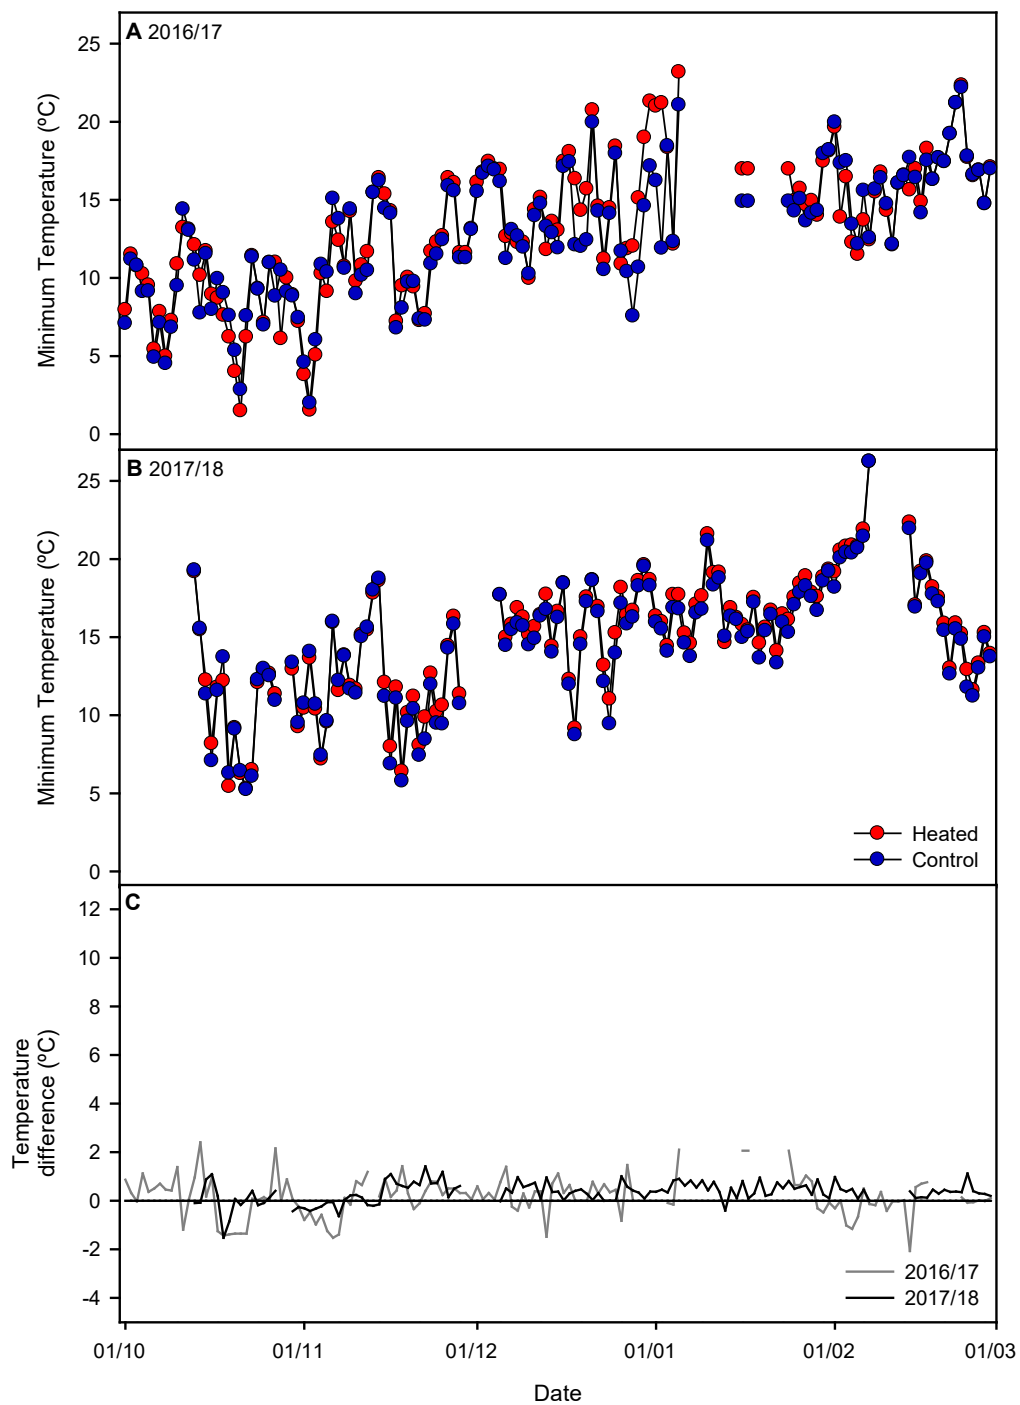 A 2016/17
25
20
15
10
5
0
Minimum Temperature (ºC)
B 2017/18
25
20
15
10
5
0
Minimum Temperature (ºC)
Heated
Control
C
12
10
8
6
4
2
0
-2
-4
Temperature
difference (ºC)
2016/17
2017/18
01/10 01/11 01/12 01/01 01/02 01/03
Date